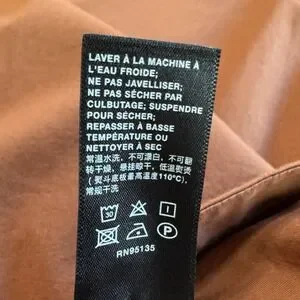 LAVER À LA MACHINE À
L'EAU FROIDE;
NE PAS JAVELLISER;
NE PAS SÉCHER PAR
CULBUTAGE; SUSPENDRE
POUR SÉCHER;
REPASSER À BASSE
TEMPÉRATURE OU
NETTOYER À SEC
常温水洗、不可漂白、不可翻
转干燥、悬挂晾干、低温熨烫
(熨斗底板最高温度110℃)、
常规干洗
30
P
RN95135